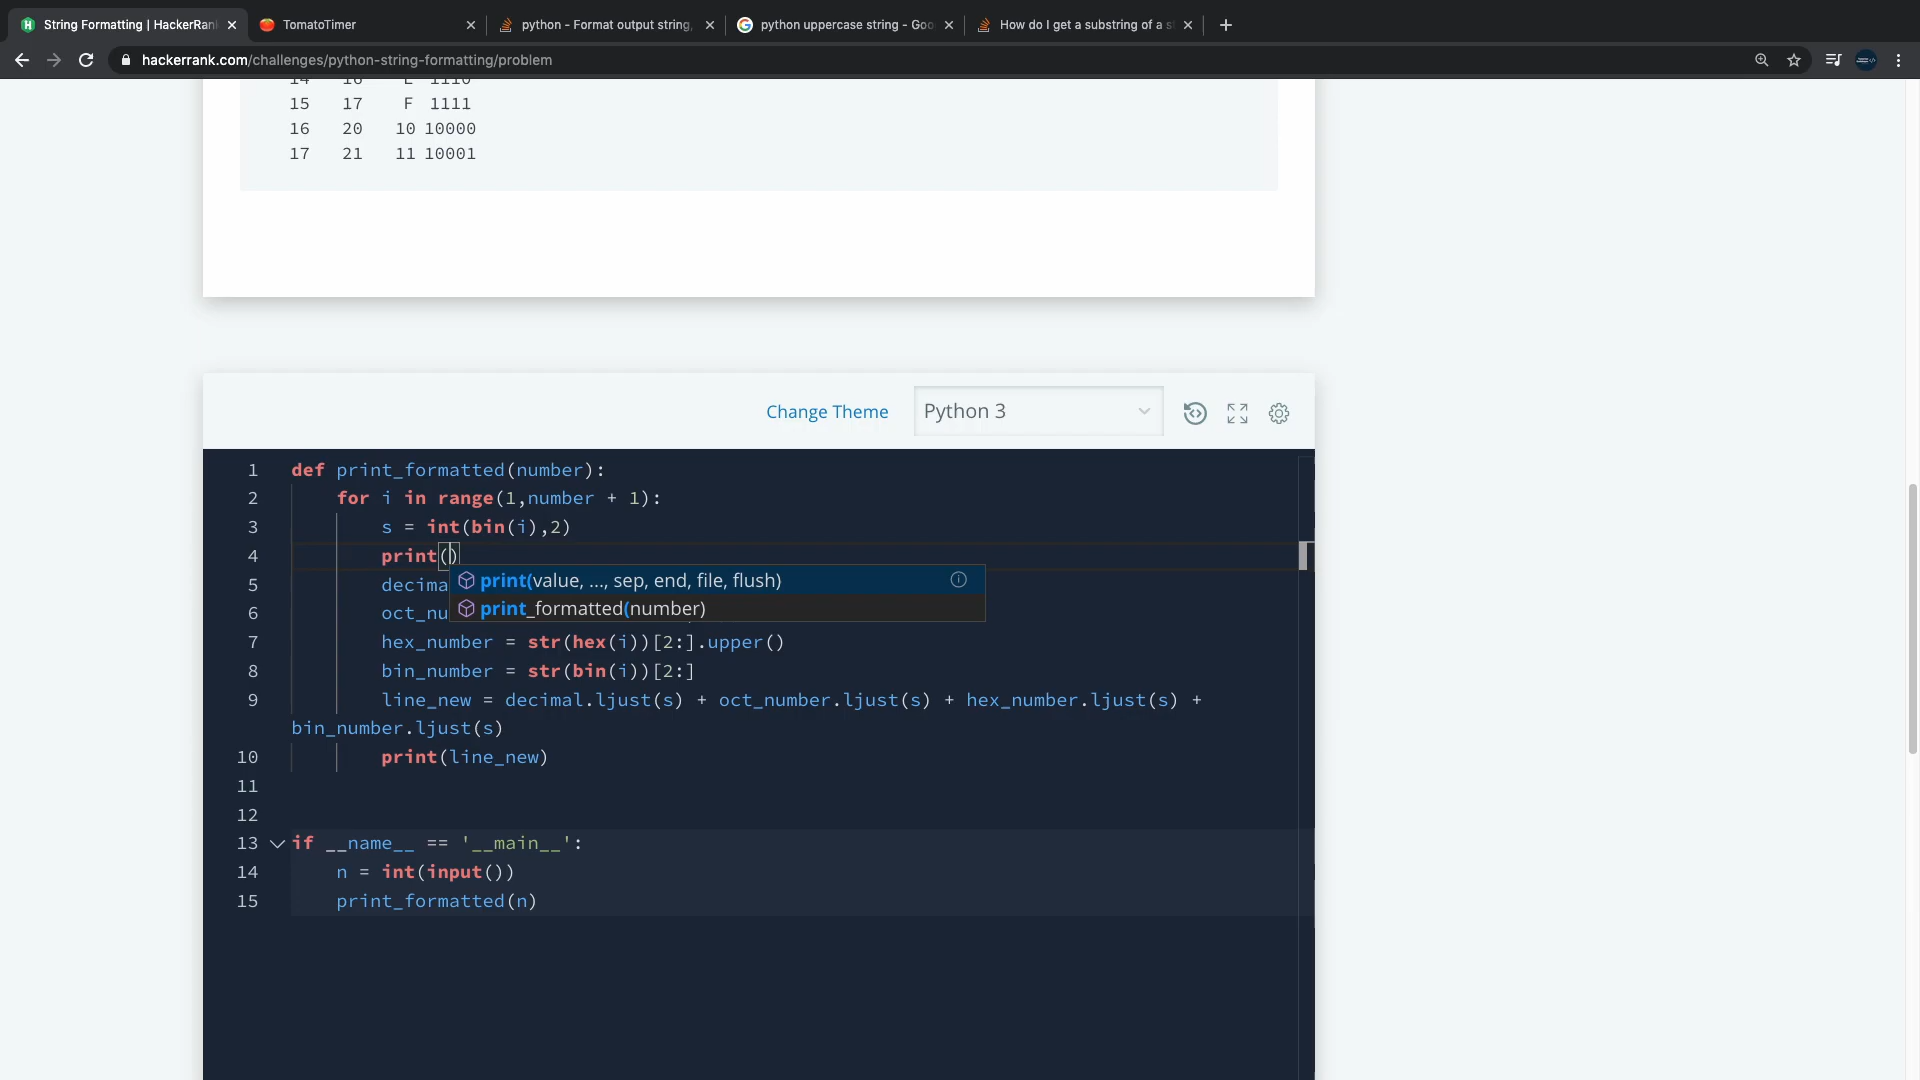 String Formatting | HackerRan
TomatoTimer
python - Format output string,
python uppercase string - Goo
How do I get a substring of a s
hackerrank.com/challenges/python-string-formatting/problem
14 16 E 1110
15 17 F 1111
16 20 10 10000
17 21 11 10001
Change Theme
Python 3
1 def print_formatted(number):
2 for i in range(1,number + 1):
3 s = int(bin(i),2)
4 print()
print(value, ..., sep, end, file, flush)
print_formatted(number)
5 decima
6 oct_nu
7 hex_number = str(hex(i))[2:].upper()
8 bin_number = str(bin(i))[2:]
9 line_new = decimal.ljust(s) + oct_number.ljust(s) + hex_number.ljust(s) +
bin_number.ljust(s)
10 print(line_new)
11
12
13 if __name__ == '__main__':
14 n = int(input())
15 print_formatted(n)